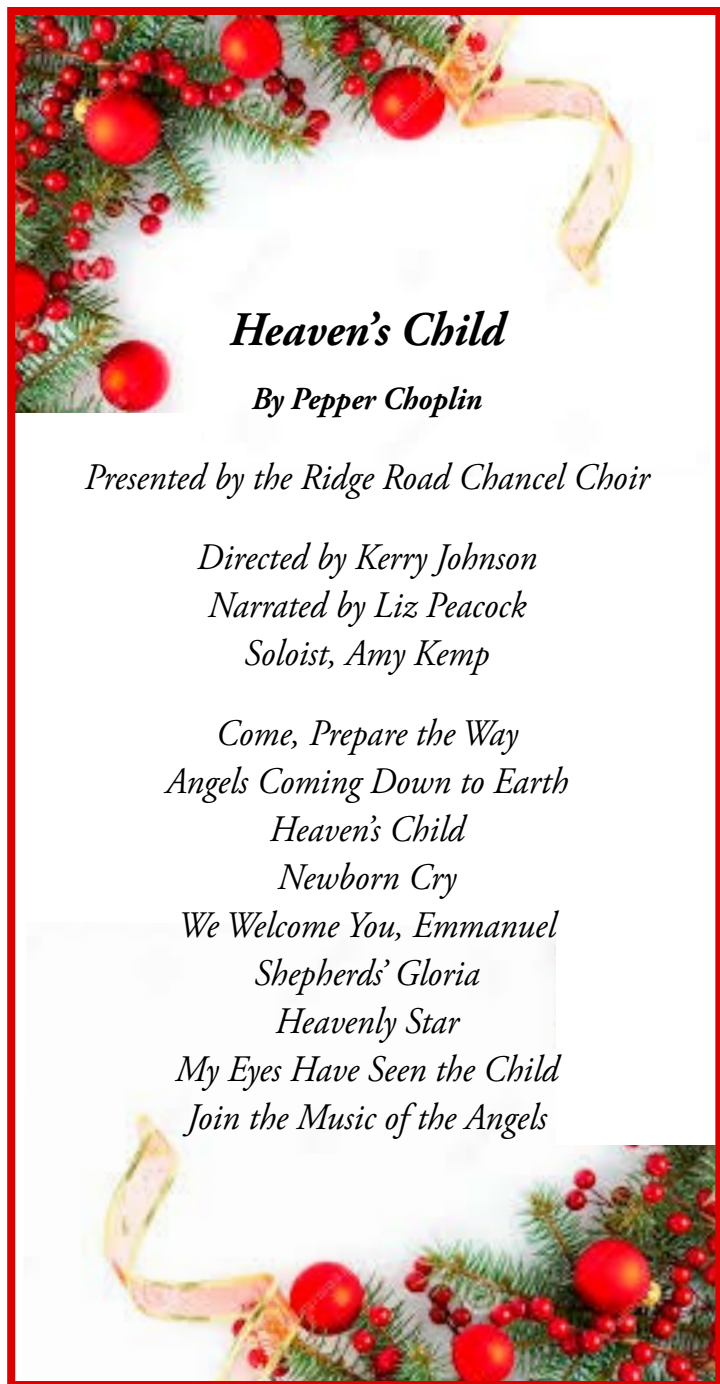 Heaven's Child
By Pepper Choplin
Presented by the Ridge Road Chancel Choir
Directed by Kerry Johnson
Narrated by Liz Peacock
Soloist, Amy Kemp
Come, Prepare the Way
Angels Coming Down to Earth
Heaven's Child
Newborn Cry
We Welcome You, Emmanuel
Shepherds' Gloria
Heavenly Star
My Eyes Have Seen the Child
Join the Music of the Angels